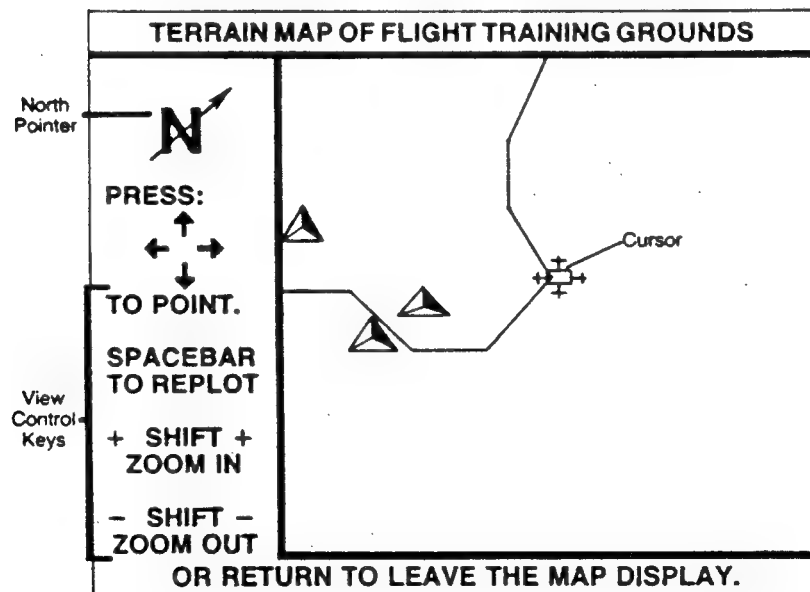 TERRAIN MAP OF FLIGHT TRAINING GROUNDS
North
Pointer
N
PRESS:
TO POINT.
SPACEBAR
TO REPLOT
+ SHIFT +
ZOOM IN
- SHIFT -
ZOOM OUT
View
Control
Keys
Cursor
OR RETURN TO LEAVE THE MAP DISPLAY.